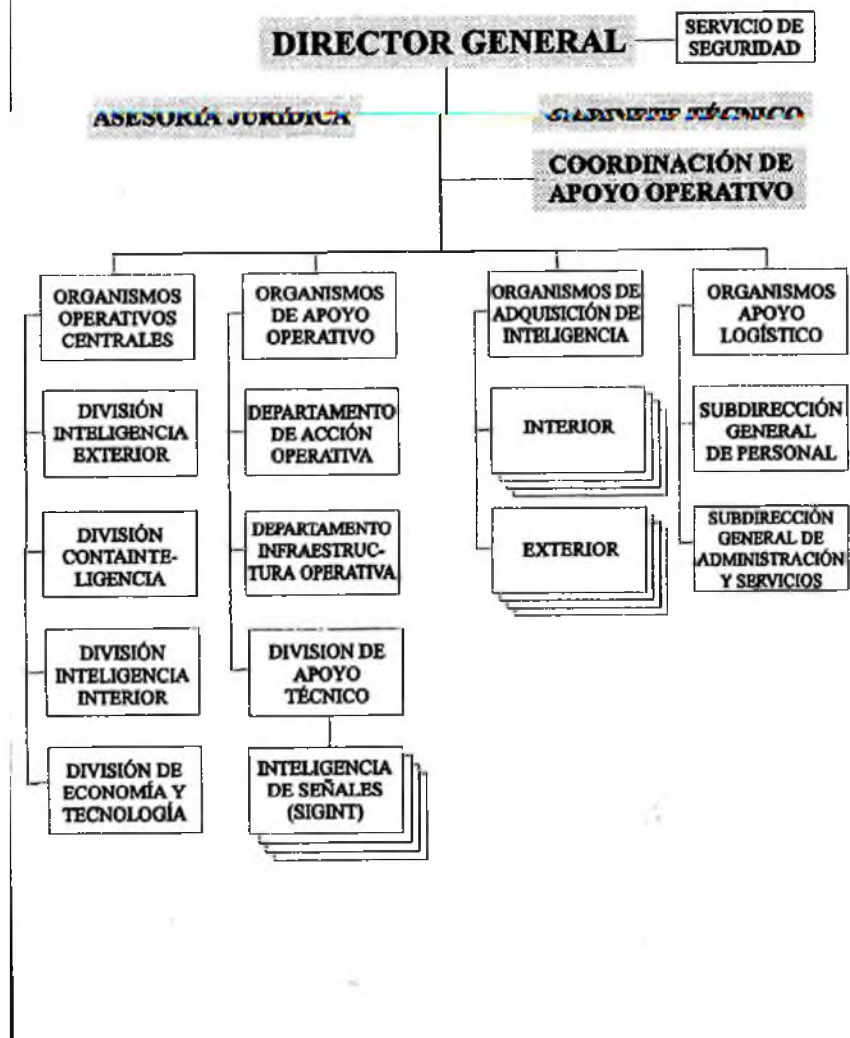 DIRECTOR GENERAL
SERVICIO DE
SEGURIDAD
ASESORÍA JURÍDICA
GABINETE TÉCNICO
COORDINACIÓN DE
APOYO OPERATIVO
ORGANISMOS
OPERATIVOS
CENTRALES
DIVISIÓN
INTELIGENCIA
EXTERIOR
DIVISIÓN
CONTAINTE-
LIGENCIA
DIVISIÓN
INTELIGENCIA
INTERIOR
DIVISIÓN DE
ECONOMÍA Y
TECNOLOGÍA
ORGANISMOS
DE APOYO
OPERATIVO
DEPARTAMENTO
DE ACCIÓN
OPERATIVA
DEPARTAMENTO
INFRAESTRUC-
TURA OPERATIVA
DIVISION DE
APOYO
TÉCNICO
INTELIGENCIA
DE SEÑALES
(SIGINT)
ORGANISMOS DE
ADQUISICIÓN DE
INTELIGENCIA
INTERIOR
EXTERIOR
ORGANISMOS
APOYO
LOGÍSTICO
SUBDIRECCIÓN
GENERAL
DE PERSONAL
SUBDIRECCIÓN
GENERAL DE
ADMINISTRACIÓN
Y SERVICIOS